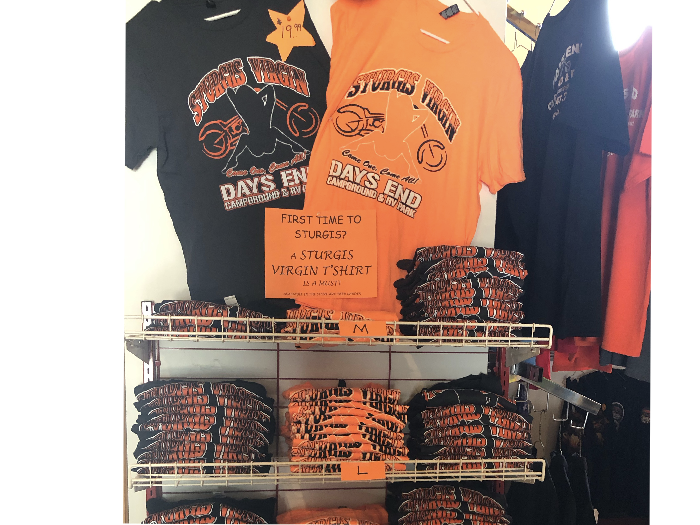 $19.99
STURGIS VIRGIN
Come One, Come All!
DAYS EN
CAMPGROUND & RV PARK
STURGIS VIRGIN
Come One, Come All!
DAYS END
CAMPGROUND & RV PARK
FIRST TIME TO
STURGIS?
A STURGIS
VIRGIN T'SHIRT
IS A MUST!
M
L